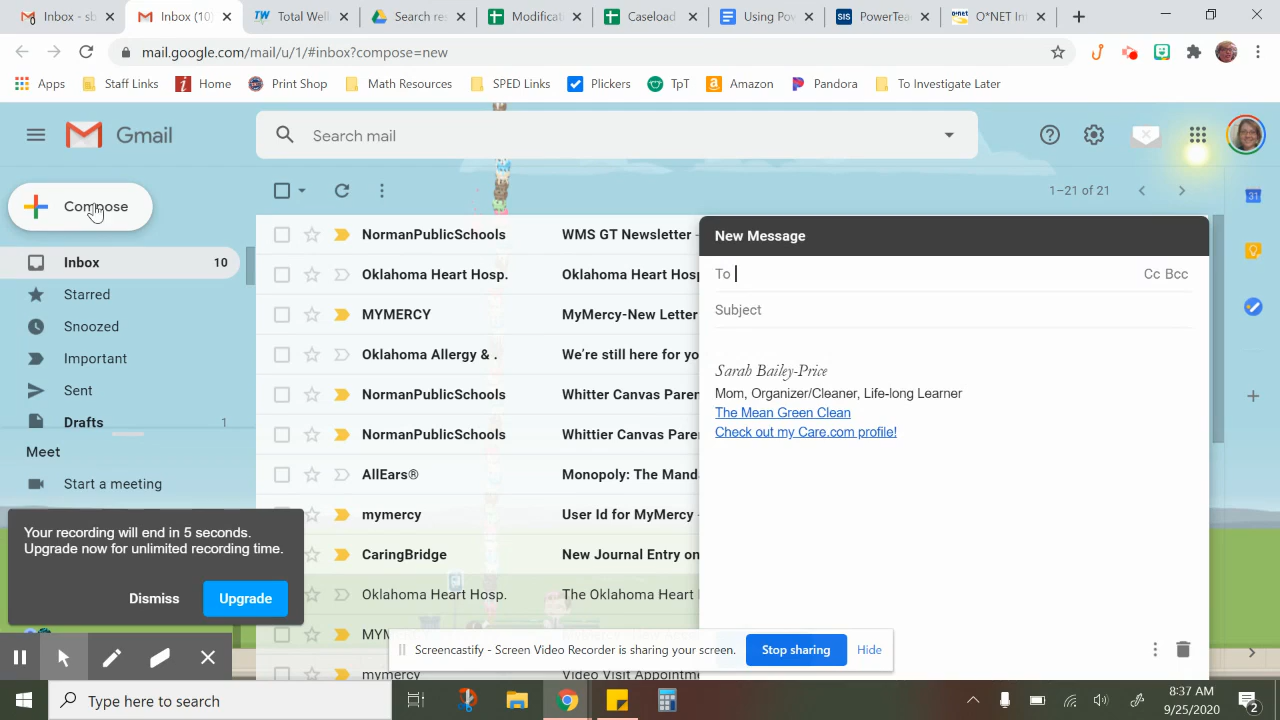 Inbox - sb
Inbox (10)
Total Well
Search res
Modificat
Caseload
Using Pow
PowerTea
O*NET Int
mail.google.com/mail/u/1/#inbox?compose=new
Apps
Staff Links
Home
Print Shop
Math Resources
SPED Links
Plickers
TpT
Amazon
Pandora
To Investigate Later
Gmail
Search mail
Compose
1–21 of 21
Inbox 10
Starred
Snoozed
Important
Sent
Drafts 1
Meet
Start a meeting
NormanPublicSchools WMS GT Newsletter -
Oklahoma Heart Hosp. Oklahoma Heart Hosp
MYMERCY MyMercy-New Letter
Oklahoma Allergy & . We're still here for yo
NormanPublicSchools Whitter Canvas Paren
NormanPublicSchools Whittier Canvas Pare
AllEars® Monopoly: The Manda
mymercy User Id for MyMercy -
CaringBridge New Journal Entry on
Oklahoma Heart Hosp. The Oklahoma Heart
mymercy Video Visit Appointm
New Message
To Cc Bcc
Subject
Sarah Bailey-Price
Mom, Organizer/Cleaner, Life-long Learner
The Mean Green Clean
Check out my Care.com profile!
Your recording will end in 5 seconds.
Upgrade now for unlimited recording time.
Dismiss Upgrade
Screencastify - Screen Video Recorder is sharing your screen.
Stop sharing
Hide
Type here to search
8:37 AM
9/25/2020
2